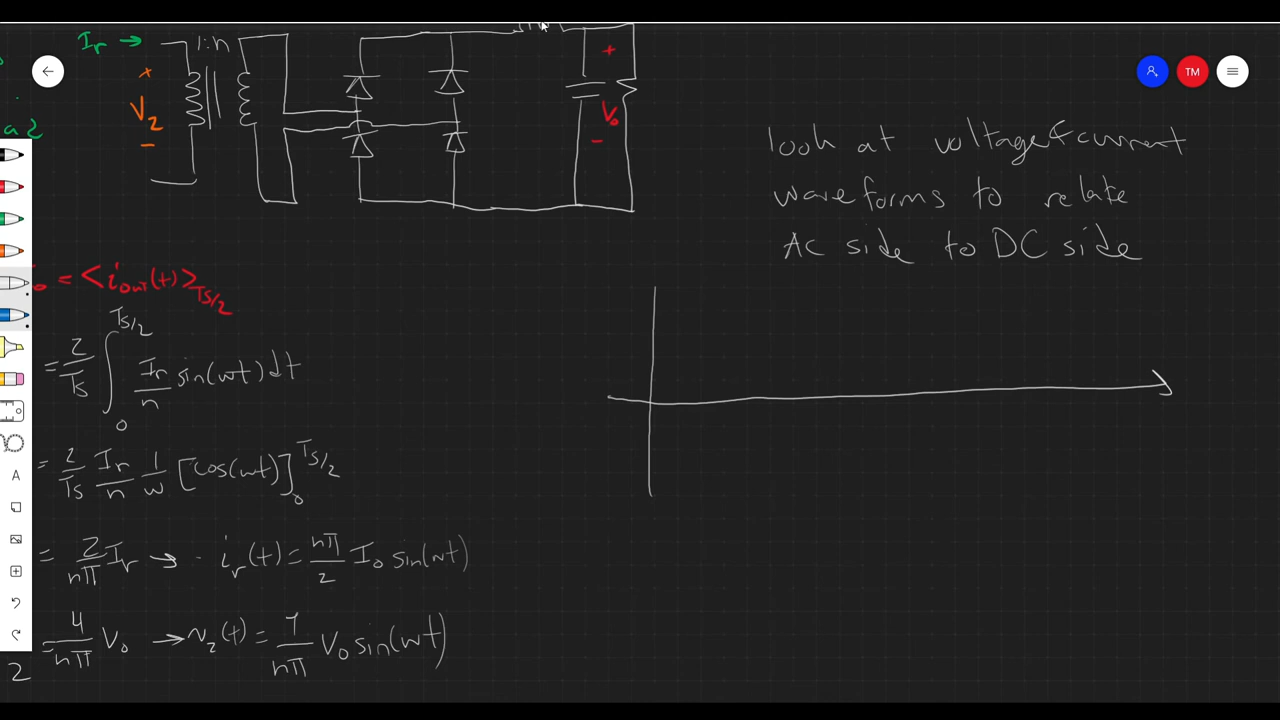 Ir →
1:n
+
V2
−
a 2
+
Vo
−
look at voltage & current
waveforms to relate
AC side to DC side
o = <iout(t)>Ts/2
= 2/Ts ∫0^Ts/2 Ir/n sin(wt) dt
= 2/Ts Ir/n 1/w [cos(wt)]0^Ts/2
= 2/nπ Ir → - ir(t) = nπ/2 Io sin(wt)
= 4/nπ Vo → v2(t) = 4/nπ Vo sin(wt)
2
TM
A